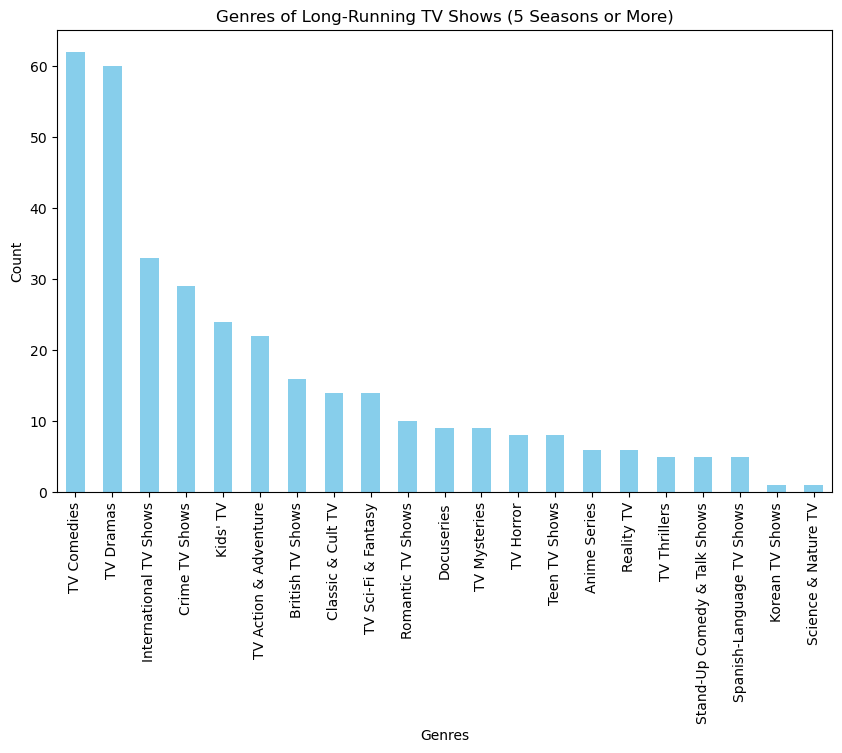 Genres of Long-Running TV Shows (5 Seasons or More)
Count
60
50
40
30
20
10
0
TV Comedies
TV Dramas
International TV Shows
Crime TV Shows
Kids' TV
TV Action & Adventure
British TV Shows
Classic & Cult TV
TV Sci-Fi & Fantasy
Romantic TV Shows
Docuseries
TV Mysteries
TV Horror
Teen TV Shows
Anime Series
Reality TV
TV Thrillers
Stand-Up Comedy & Talk Shows
Spanish-Language TV Shows
Korean TV Shows
Science & Nature TV
Genres